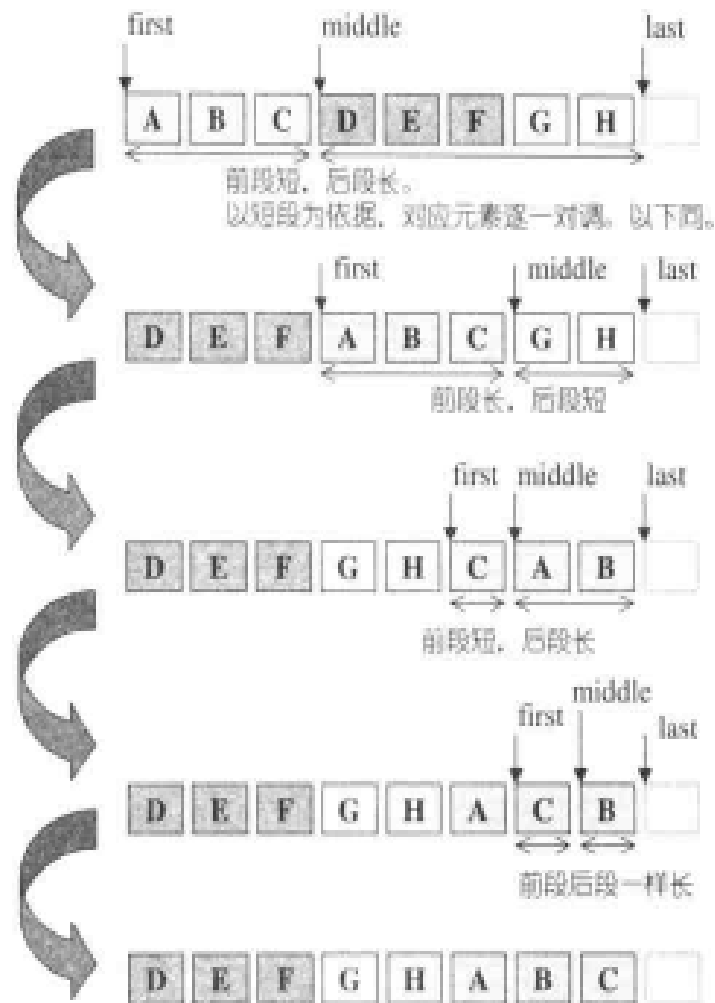 first middle last
A B C D E F G H
前段短，后段长。
以短段为依据，对应元素逐一对调。以下同。
first middle last
D E F A B C G H
前段长，后段短
first middle last
D E F G H C A B
前段短，后段长
middle
first last
D E F G H A C B
前段后段一样长
D E F G H A B C